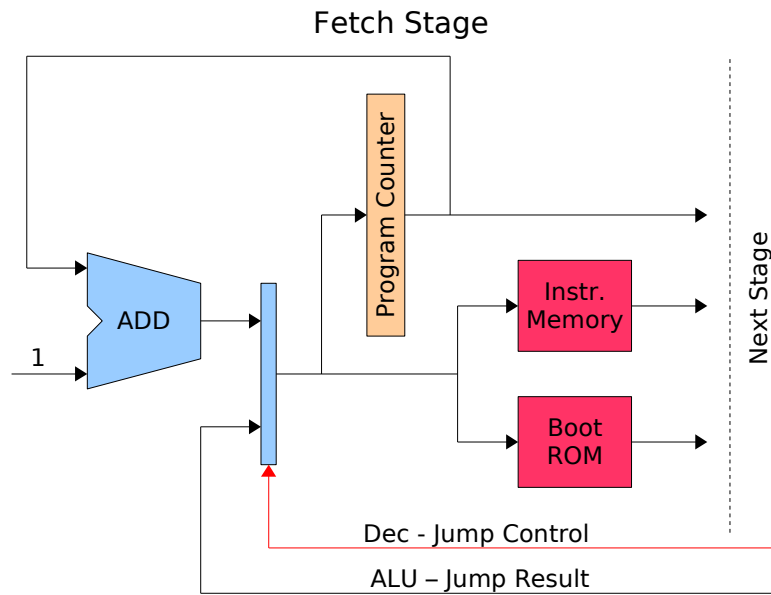 Fetch Stage
Program Counter
ADD
1
Instr.
Memory
Boot
ROM
Next Stage
Dec - Jump Control
ALU – Jump Result